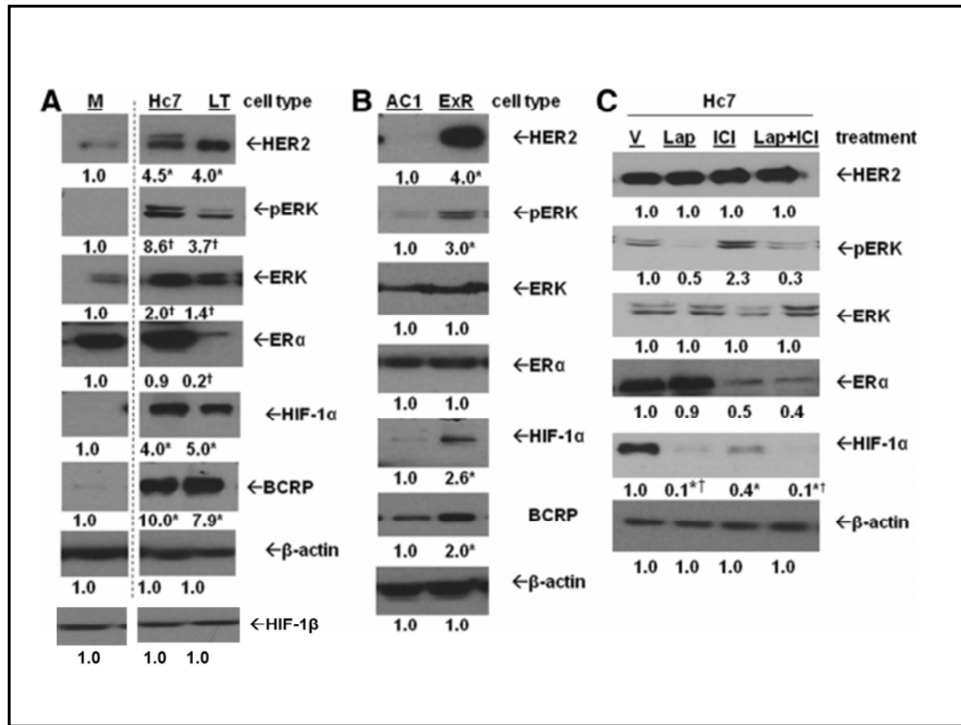 A M Hc7 LT cell type
←HER2
1.0 4.5* 4.0*
←pERK
1.0 8.6† 3.7†
←ERK
1.0 2.0† 1.4†
←ERα
1.0 0.9 0.2†
←HIF-1α
1.0 4.0* 5.0*
←BCRP
1.0 10.0* 7.9*
←β-actin
1.0 1.0 1.0
←HIF-1β
1.0 1.0 1.0
B AC1 ExR cell type
←HER2
1.0 4.0*
←pERK
1.0 3.0*
←ERK
1.0 1.0
←ERα
1.0 1.0
←HIF-1α
1.0 2.6*
BCRP
1.0 2.0*
←β-actin
1.0 1.0
C Hc7
V Lap ICI Lap+ICI treatment
←HER2
1.0 1.0 1.0 1.0
←pERK
1.0 0.5 2.3 0.3
←ERK
1.0 1.0 1.0 1.0
←ERα
1.0 0.9 0.5 0.4
←HIF-1α
1.0 0.1*† 0.4* 0.1*†
←β-actin
1.0 1.0 1.0 1.0